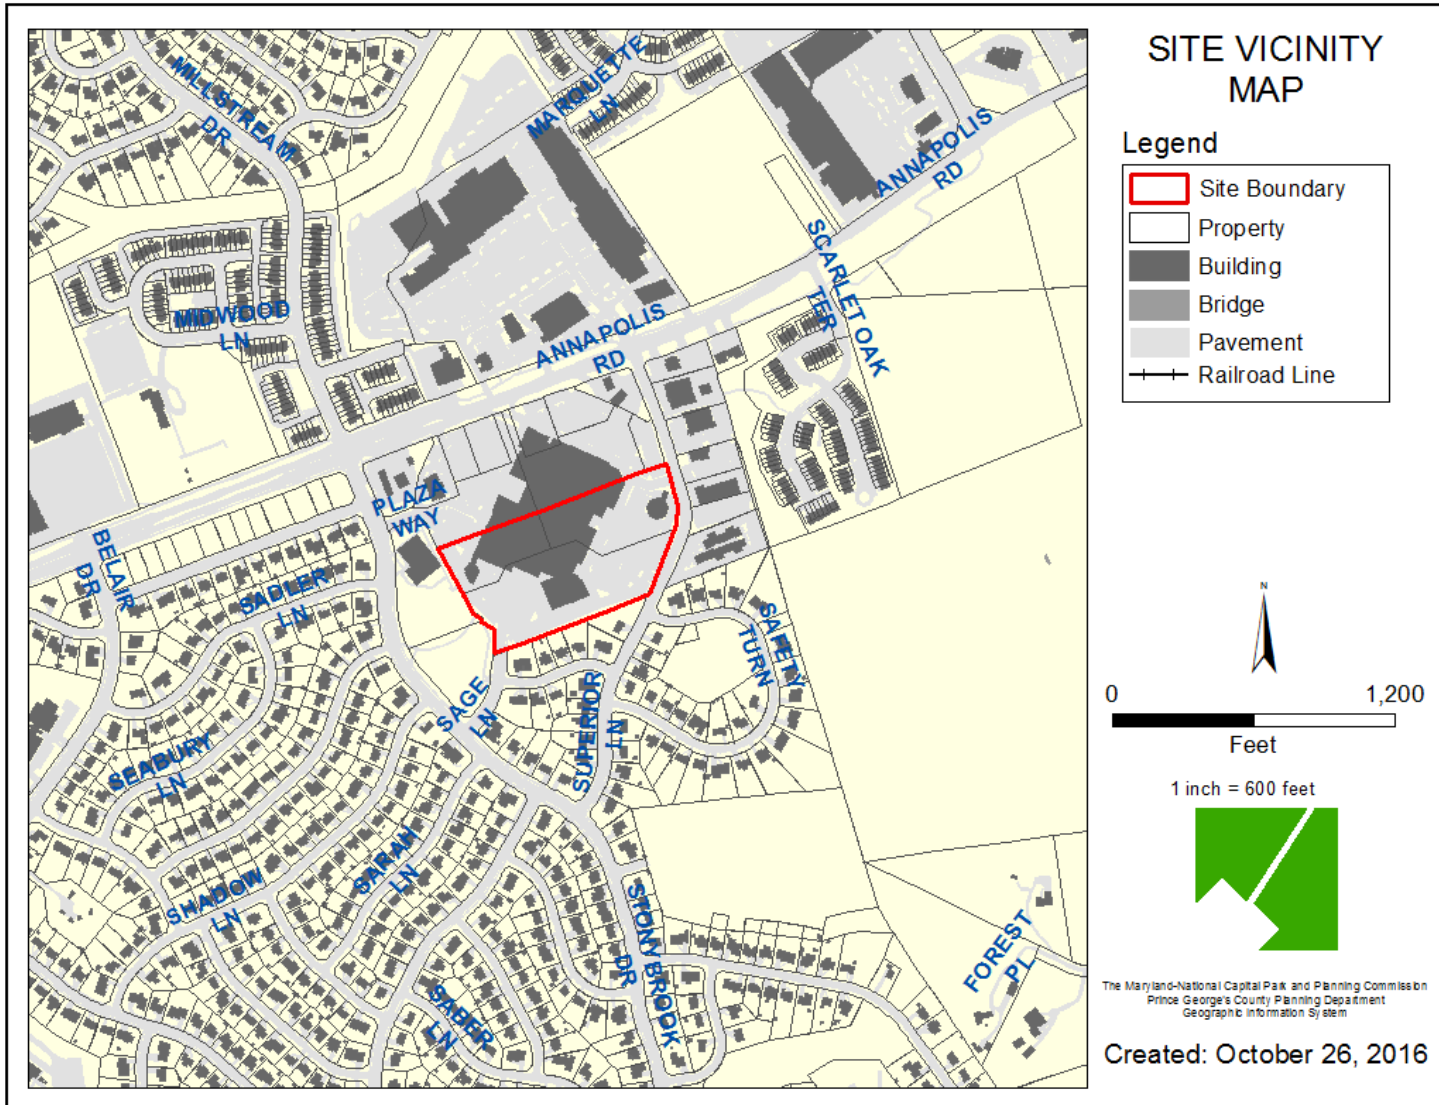 SITE VICINITY
MAP
Legend
Site Boundary
Property
Building
Bridge
Pavement
Railroad Line
MILLSTREAM
DR
MARQUETTE
LN
ANNAPOLIS
RD
SCARLET OAK
TER
MIDWOOD
LN
ANNAPOLIS
RD
PLAZA
WAY
BELAIR
DR
SADLER
LN
SAFETY
TURN
SAGE
LN
SUPERIOR
LN
SEABURY
LN
SARAH
LN
SHADOW
LN
STONYBROOK
DR
SABER
LN
FOREST
PL
N
0 1,200
Feet
1 inch = 600 feet
The Maryland-National Capital Park and Planning Commission
Prince George's County Planning Department
Geographic Information System
Created: October 26, 2016